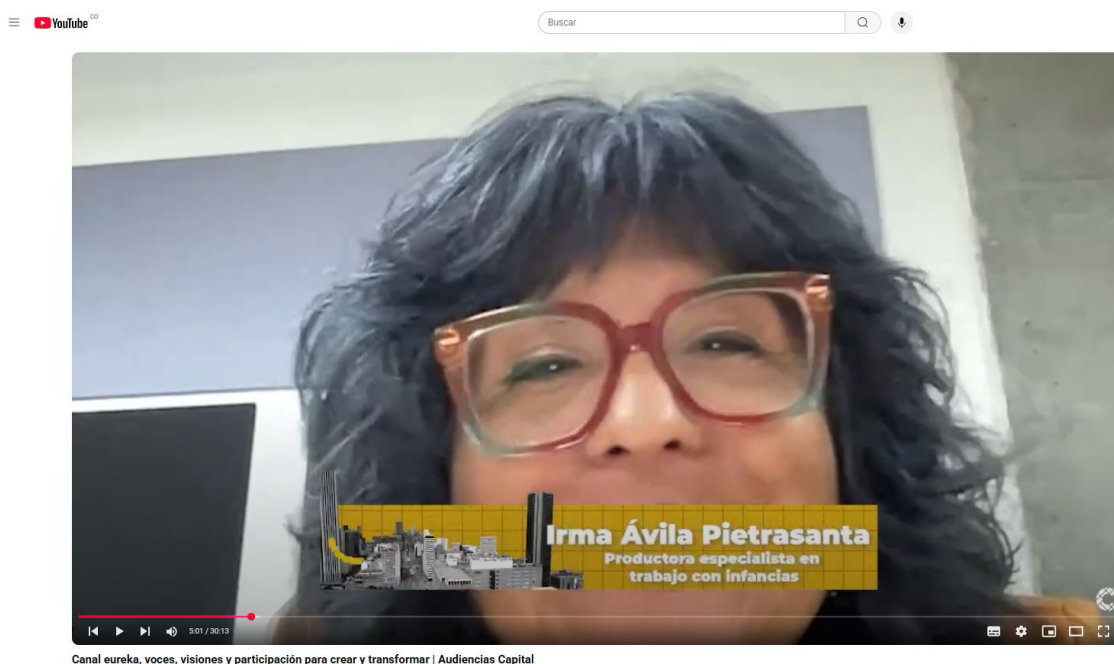 YouTube CO
Buscar
Irma Ávila Pietrasanta
Productora especialista en
trabajo con infancias
5:01 / 30:13
Canal eureka, voces, visiones y participación para crear y transformar | Audiencias Capital